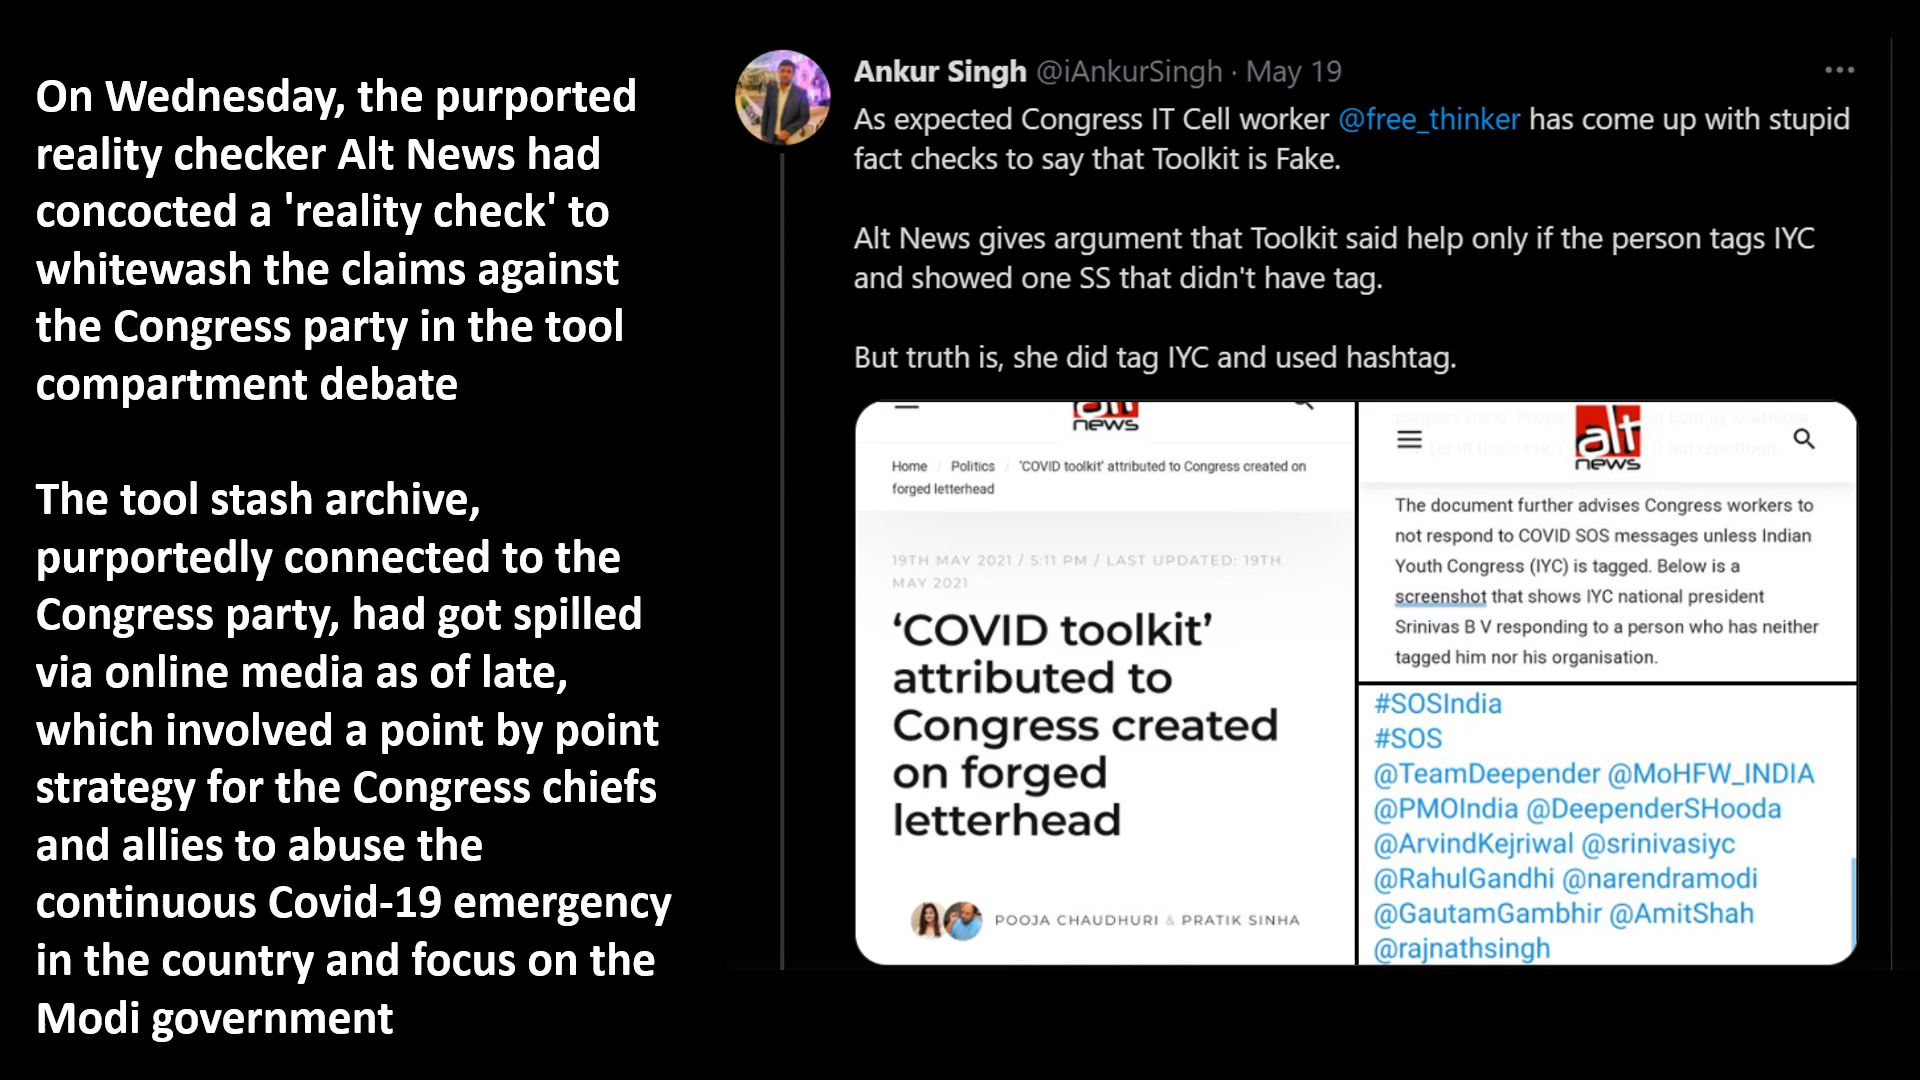 On Wednesday, the purported
reality checker Alt News had
concocted a 'reality check' to
whitewash the claims against
the Congress party in the tool
compartment debate
The tool stash archive,
purportedly connected to the
Congress party, had got spilled
via online media as of late,
which involved a point by point
strategy for the Congress chiefs
and allies to abuse the
continuous Covid-19 emergency
in the country and focus on the
Modi government
Ankur Singh @iAnkurSingh · May 19
As expected Congress IT Cell worker @free_thinker has come up with stupid
fact checks to say that Toolkit is Fake.
Alt News gives argument that Toolkit said help only if the person tags IYC
and showed one SS that didn't have tag.
But truth is, she did tag IYC and used hashtag.
alt
news
Home / Politics / 'COVID toolkit' attributed to Congress created on
forged letterhead
19TH MAY 2021 / 5:11 PM / LAST UPDATED: 19TH
MAY 2021
‘COVID toolkit’
attributed to
Congress created
on forged
letterhead
POOJA CHAUDHURI & PRATIK SINHA
alt
news
The document further advises Congress workers to
not respond to COVID SOS messages unless Indian
Youth Congress (IYC) is tagged. Below is a
screenshot that shows IYC national president
Srinivas B V responding to a person who has neither
tagged him nor his organisation.
#SOSIndia
#SOS
@TeamDeepender @MoHFW_INDIA
@PMOIndia @DeependerSHooda
@ArvindKejriwal @srinivasiyc
@RahulGandhi @narendramodi
@GautamGambhir @AmitShah
@rajnathsingh